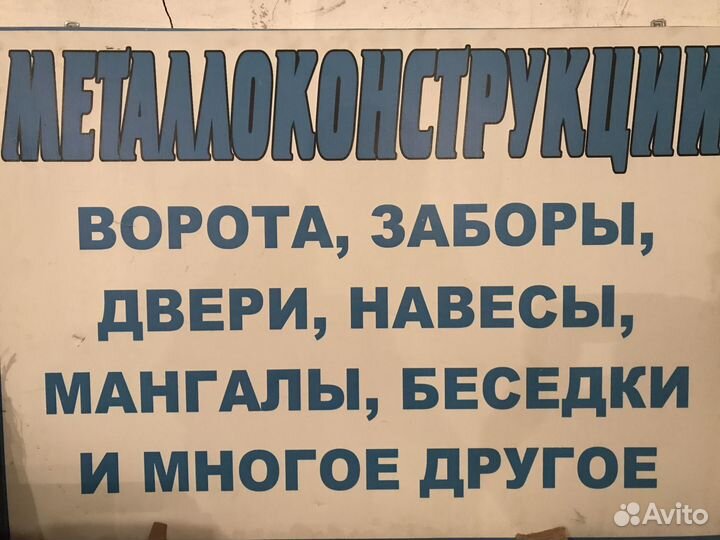 МЕТАЛЛОКОНСТРУКЦИИ
ВОРОТА, ЗАБОРЫ,
ДВЕРИ, НАВЕСЫ,
МАНГАЛЫ, БЕСЕДКИ
И МНОГОЕ ДРУГОЕ
Avito